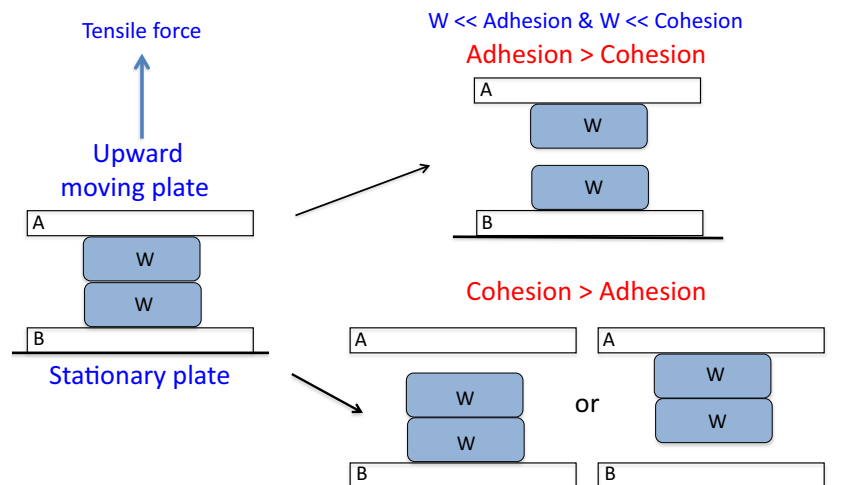 Tensile force
Upward
moving plate
A
W
W
B
Stationary plate
W << Adhesion & W << Cohesion
Adhesion > Cohesion
A
W
W
B
Cohesion > Adhesion
A
W
W
B
or
A
W
W
B